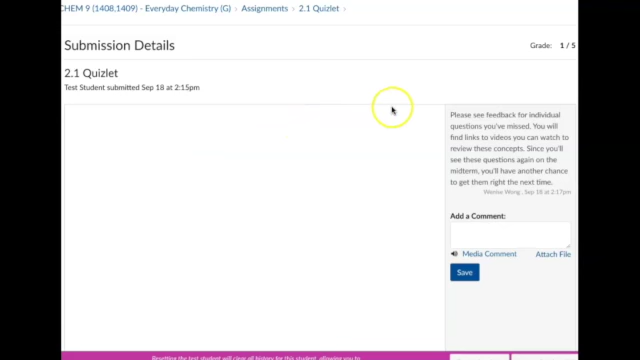 CHEM 9 (1408,1409) - Everyday Chemistry (G) › Assignments › 2.1 Quizlet ›
Submission Details
Grade: 1 / 5
2.1 Quizlet
Test Student submitted Sep 18 at 2:15pm
Please see feedback for individual
questions you've missed. You will
find links to videos you can watch to
review these concepts. Since you'll
see these questions again on the
midterm, you'll have another chance
to get them right the next time.
Wenise Wong, Sep 18 at 2:17pm
Add a Comment:
Media Comment
Attach File
Save
Resetting the test student will clear all history for this student, allowing you to